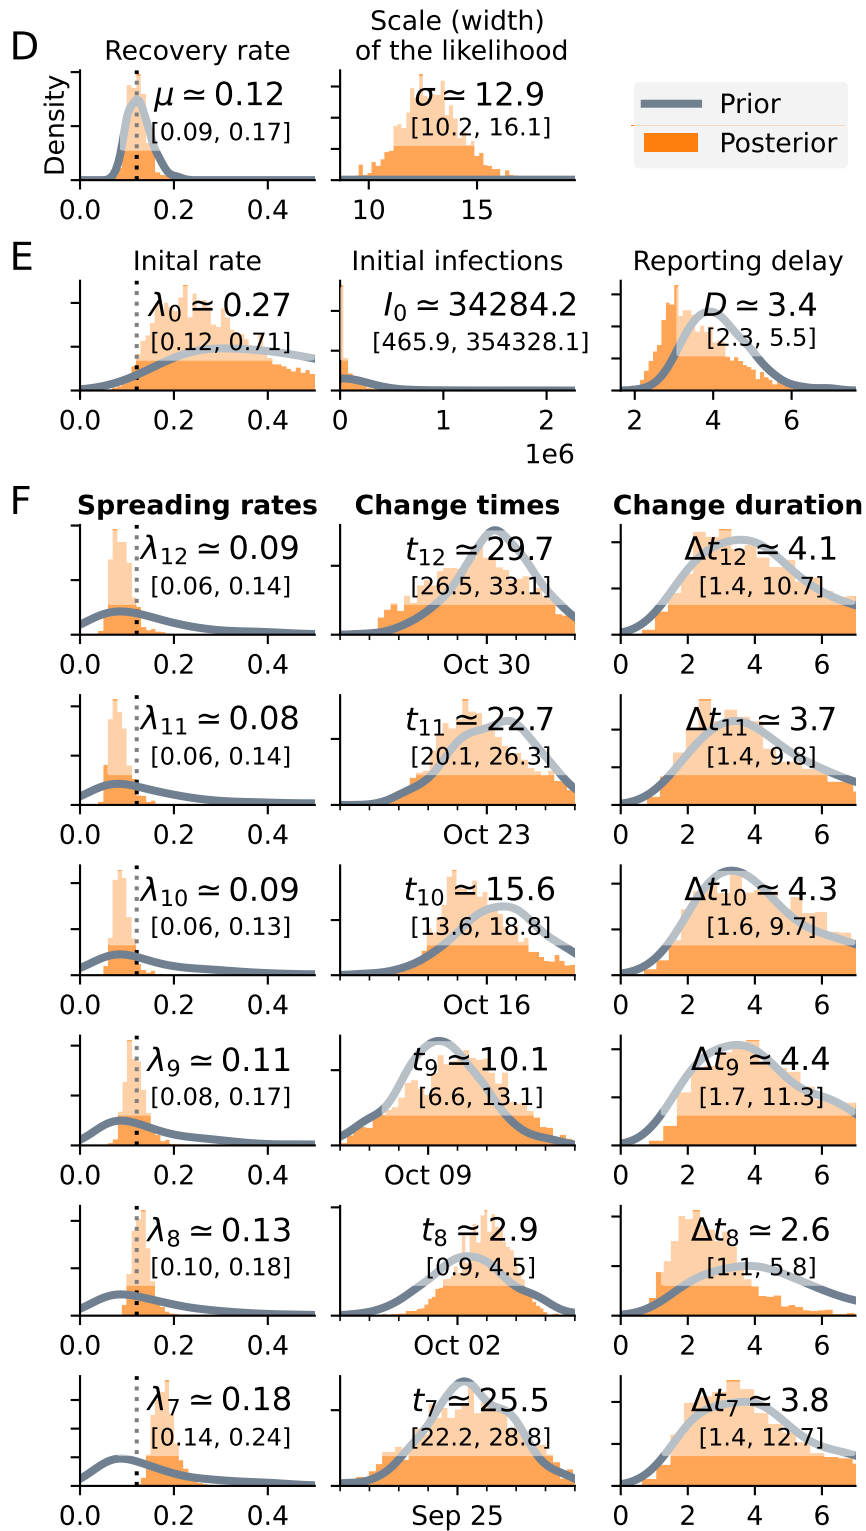 D
Recovery rate
Scale (width)
of the likelihood
Density
μ ≃ 0.12
[0.09, 0.17]
σ ≃ 12.9
[10.2, 16.1]
Prior
Posterior
0.0 0.2 0.4
10 15
E
Inital rate
Initial infections
Reporting delay
λ0 ≃ 0.27
[0.12, 0.71]
I0 ≃ 34284.2
[465.9, 354328.1]
D ≃ 3.4
[2.3, 5.5]
0.0 0.2 0.4
0 1 2
1e6
2 4 6
F
Spreading rates
Change times
Change duration
λ12 ≃ 0.09
[0.06, 0.14]
t12 ≃ 29.7
[26.5, 33.1]
Δt12 ≃ 4.1
[1.4, 10.7]
0.0 0.2 0.4
Oct 30
0 2 4 6
λ11 ≃ 0.08
[0.06, 0.14]
t11 ≃ 22.7
[20.1, 26.3]
Δt11 ≃ 3.7
[1.4, 9.8]
0.0 0.2 0.4
Oct 23
0 2 4 6
λ10 ≃ 0.09
[0.06, 0.13]
t10 ≃ 15.6
[13.6, 18.8]
Δt10 ≃ 4.3
[1.6, 9.7]
0.0 0.2 0.4
Oct 16
0 2 4 6
λ9 ≃ 0.11
[0.08, 0.17]
t9 ≃ 10.1
[6.6, 13.1]
Δt9 ≃ 4.4
[1.7, 11.3]
0.0 0.2 0.4
Oct 09
0 2 4 6
λ8 ≃ 0.13
[0.10, 0.18]
t8 ≃ 2.9
[0.9, 4.5]
Δt8 ≃ 2.6
[1.1, 5.8]
0.0 0.2 0.4
Oct 02
0 2 4 6
λ7 ≃ 0.18
[0.14, 0.24]
t7 ≃ 25.5
[22.2, 28.8]
Δt7 ≃ 3.8
[1.4, 12.7]
0.0 0.2 0.4
Sep 25
0 2 4 6